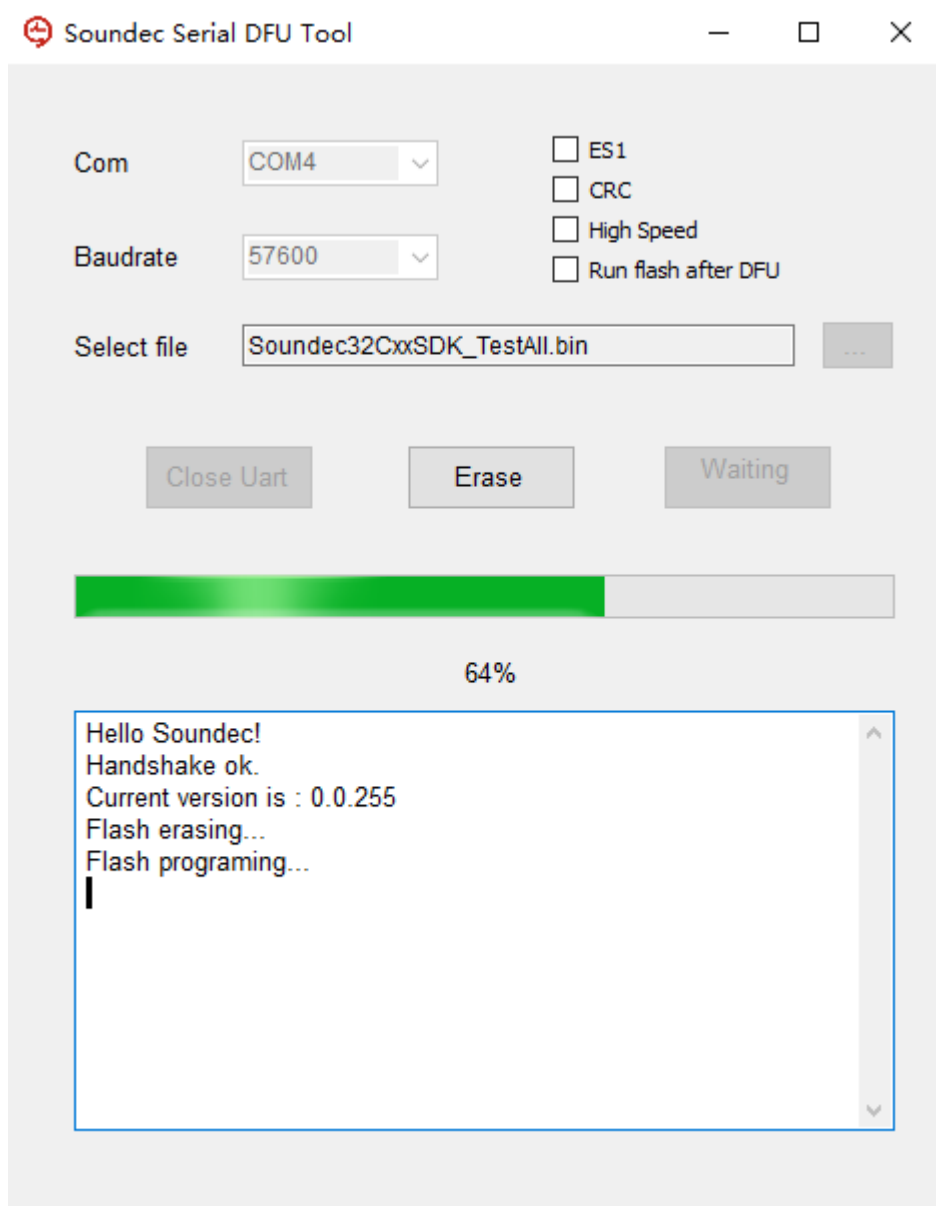 Soundec Serial DFU Tool
Com
COM4
ES1
CRC
High Speed
Baudrate
57600
Run flash after DFU
Select file
Soundec32CxxSDK_TestAll.bin
...
Close Uart
Erase
Waiting
64%
Hello Soundec!
Handshake ok.
Current version is : 0.0.255
Flash erasing...
Flash programing...